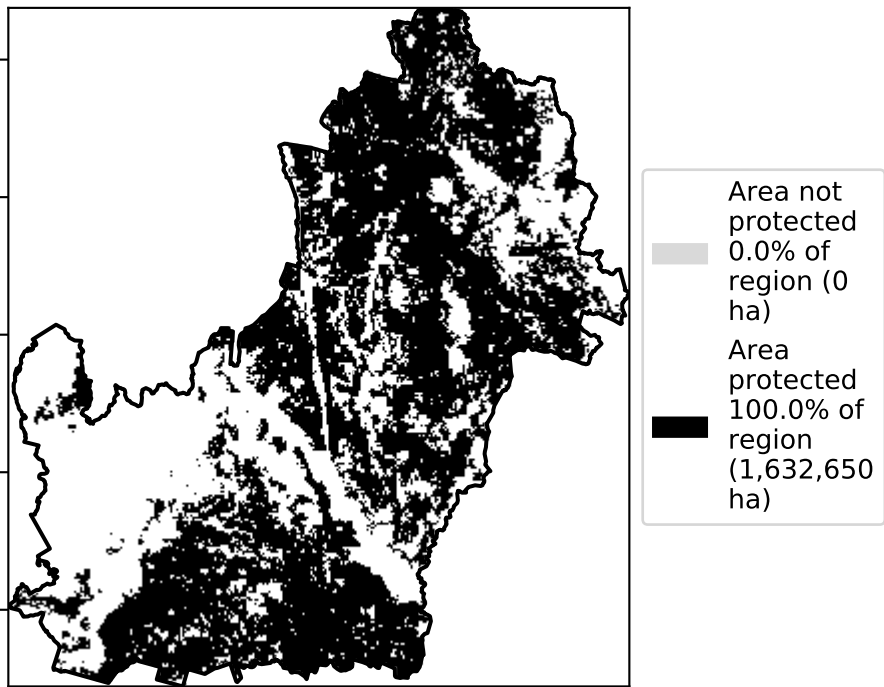 Area not
protected
0.0% of
region (0
ha)
Area
protected
100.0% of
region
(1,632,650
ha)